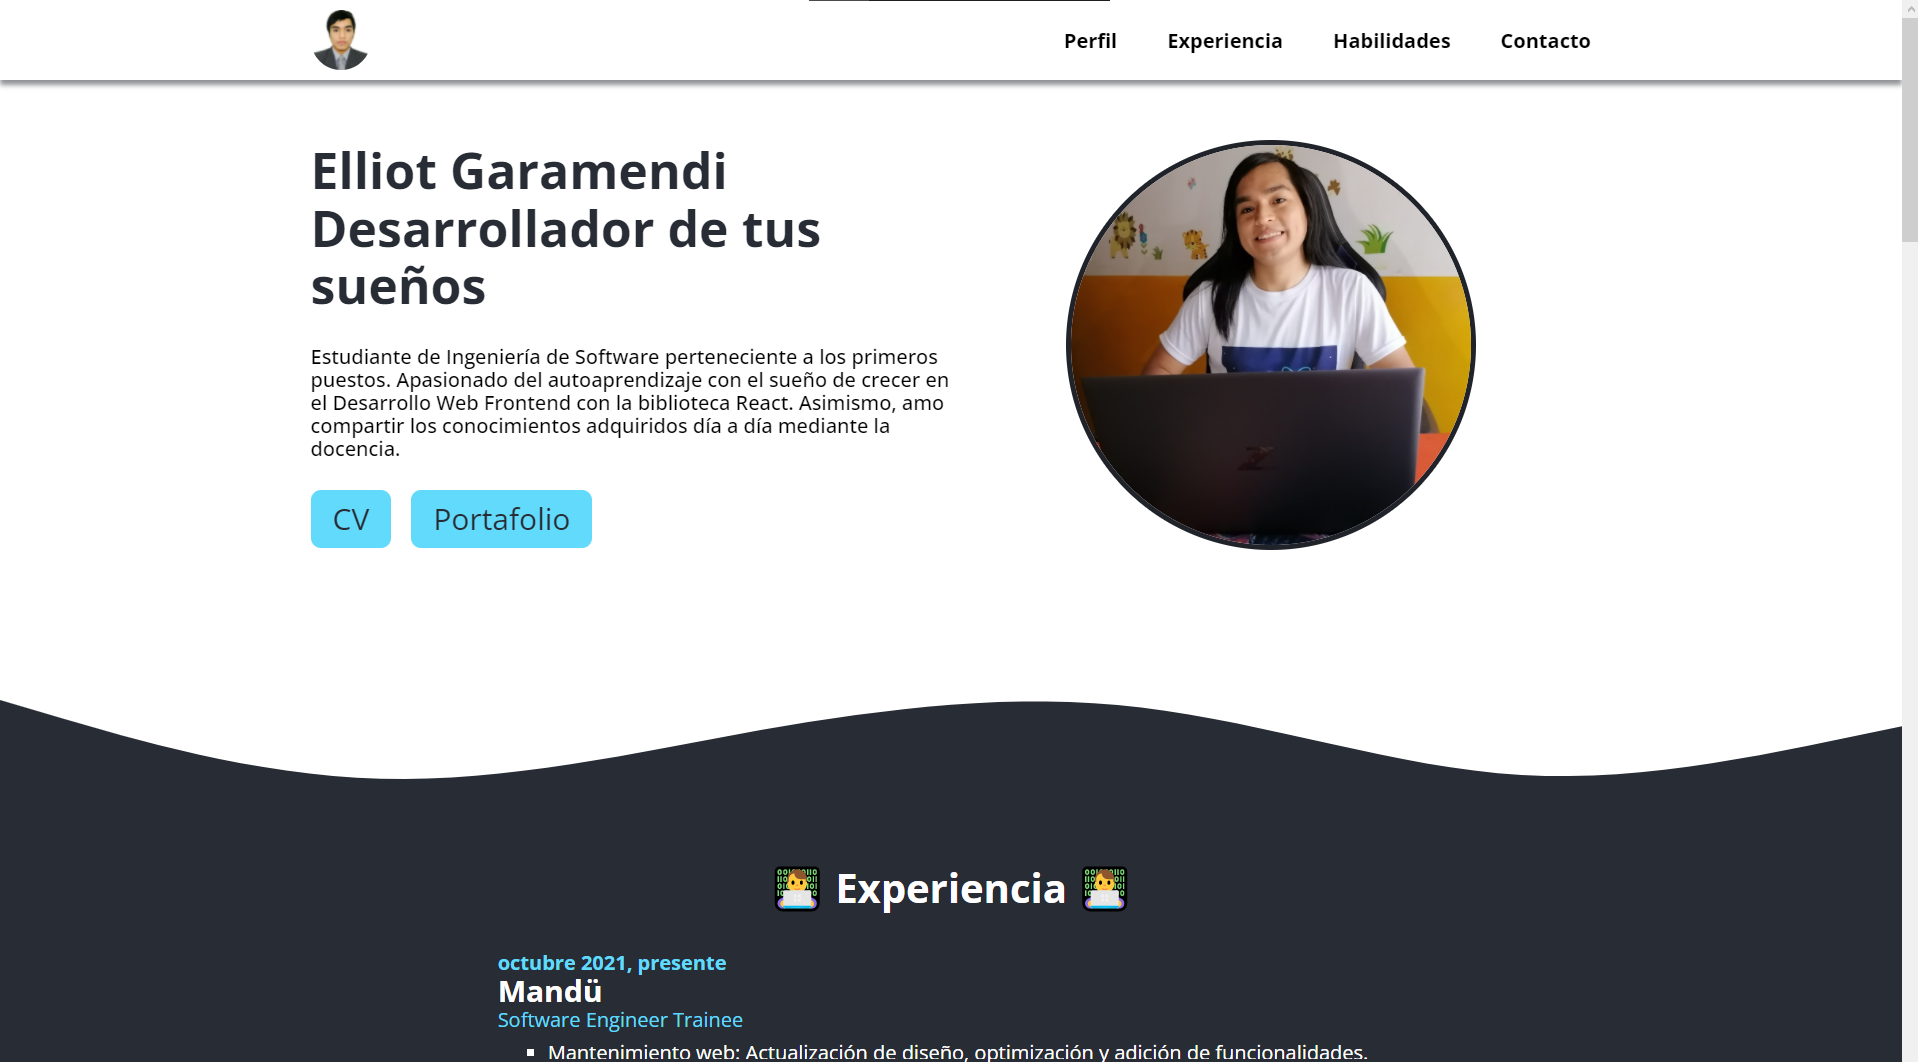 Perfil Experiencia Habilidades Contacto
Elliot Garamendi
Desarrollador de tus
sueños
Estudiante de Ingeniería de Software perteneciente a los primeros
puestos. Apasionado del autoaprendizaje con el sueño de crecer en
el Desarrollo Web Frontend con la biblioteca React. Asimismo, amo
compartir los conocimientos adquiridos día a día mediante la
docencia.
CV Portafolio
Experiencia
octubre 2021, presente
Mandü
Software Engineer Trainee
Mantenimiento web: Actualización de diseño, optimización y adición de funcionalidades.